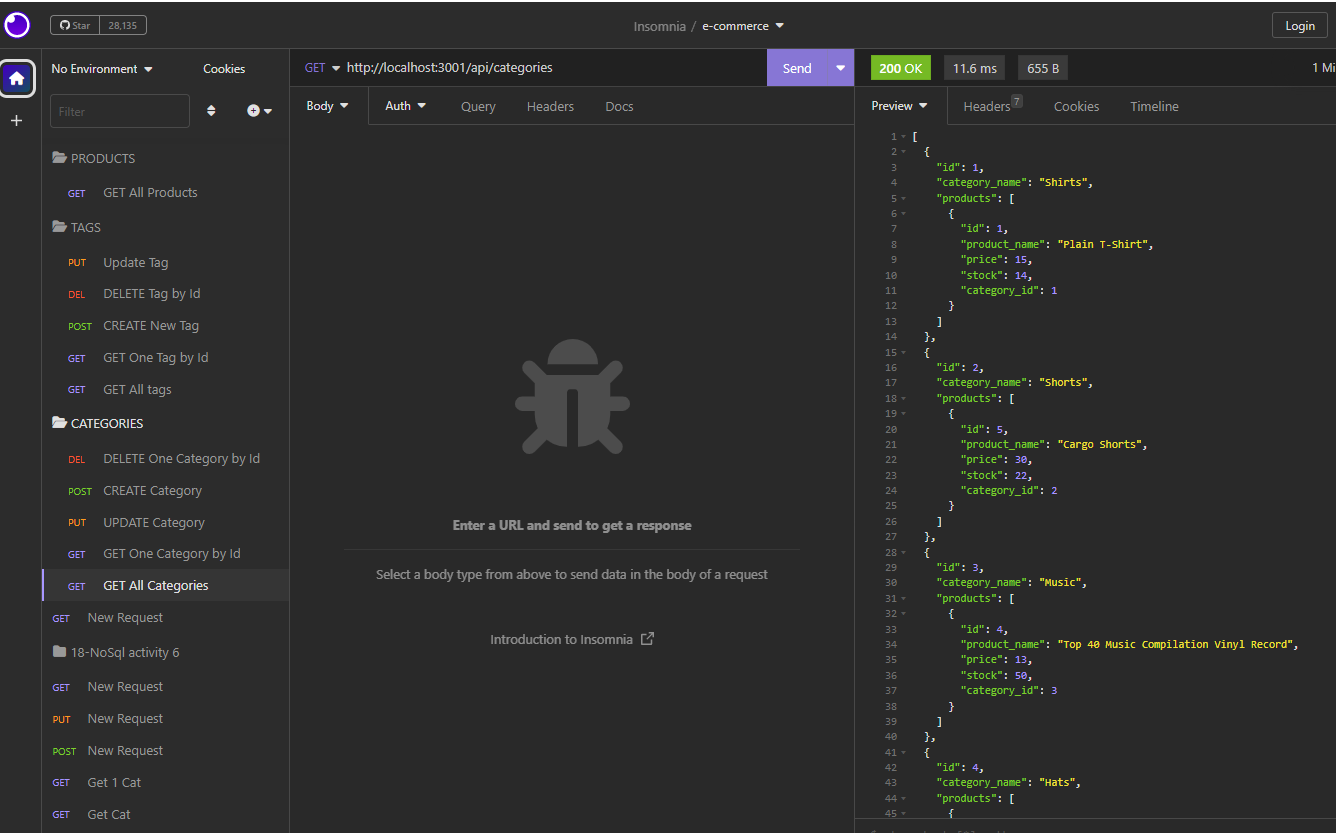 Star 28,135
Insomnia / e-commerce
Login
No Environment
Cookies
Filter
PRODUCTS
GET GET All Products
TAGS
PUT Update Tag
DEL DELETE Tag by Id
POST CREATE New Tag
GET GET One Tag by Id
GET GET All tags
CATEGORIES
DEL DELETE One Category by Id
POST CREATE Category
PUT UPDATE Category
GET GET One Category by Id
GET GET All Categories
GET New Request
18-NoSql activity 6
GET New Request
PUT New Request
POST New Request
GET Get 1 Cat
GET Get Cat
GET http://localhost:3001/api/categories
Send
Body Auth Query Headers Docs
Enter a URL and send to get a response
Select a body type from above to send data in the body of a request
Introduction to Insomnia
200 OK 11.6 ms 655 B 1 Mi
Preview Headers 7 Cookies Timeline
1 [
2 {
3 "id": 1,
4 "category_name": "Shirts",
5 "products": [
6 {
7 "id": 1,
8 "product_name": "Plain T-Shirt",
9 "price": 15,
10 "stock": 14,
11 "category_id": 1
12 }
13 ]
14 },
15 {
16 "id": 2,
17 "category_name": "Shorts",
18 "products": [
19 {
20 "id": 5,
21 "product_name": "Cargo Shorts",
22 "price": 30,
23 "stock": 22,
24 "category_id": 2
25 }
26 ]
27 },
28 {
29 "id": 3,
30 "category_name": "Music",
31 "products": [
32 {
33 "id": 4,
34 "product_name": "Top 40 Music Compilation Vinyl Record",
35 "price": 13,
36 "stock": 50,
37 "category_id": 3
38 }
39 ]
40 },
41 {
42 "id": 4,
43 "category_name": "Hats",
44 "products": [
45 {